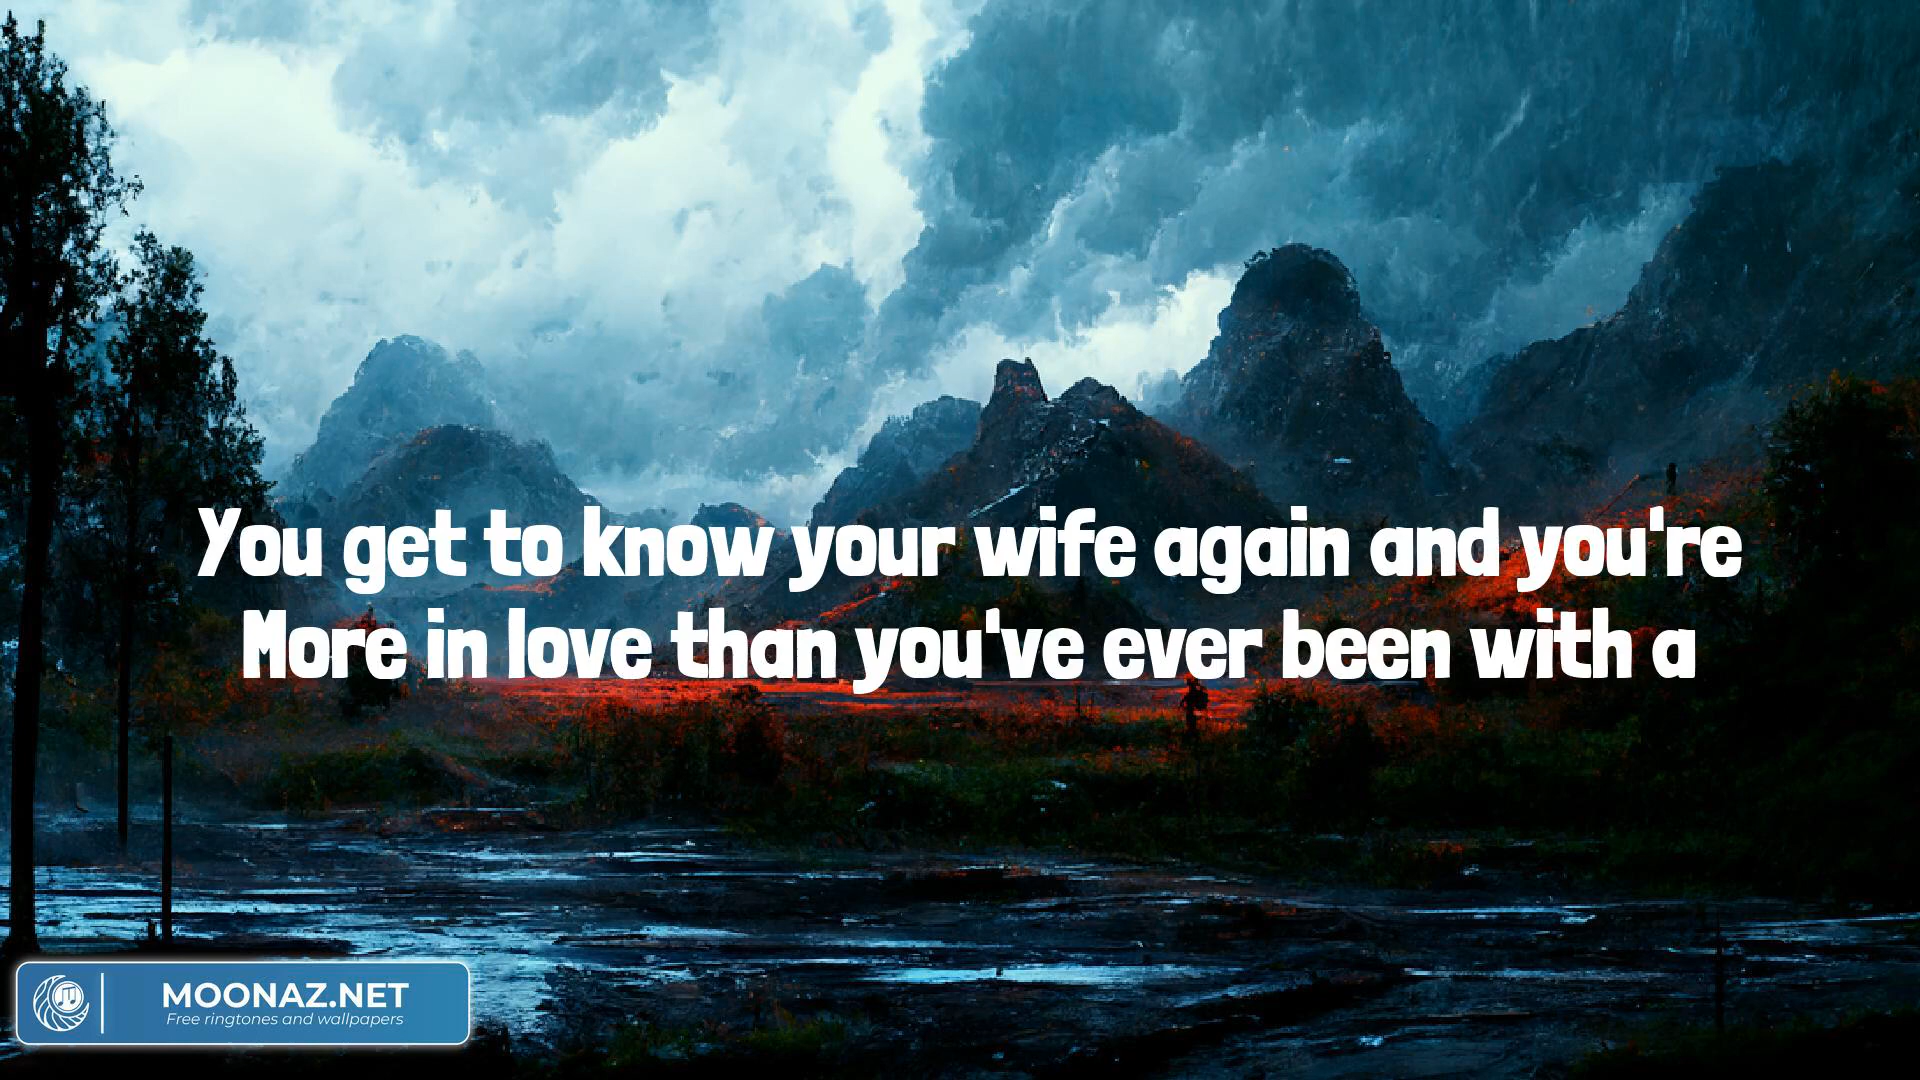 You get to know your wife again and you're
More in love than you've ever been with a
MOONAZ.NET
Free ringtones and wallpapers